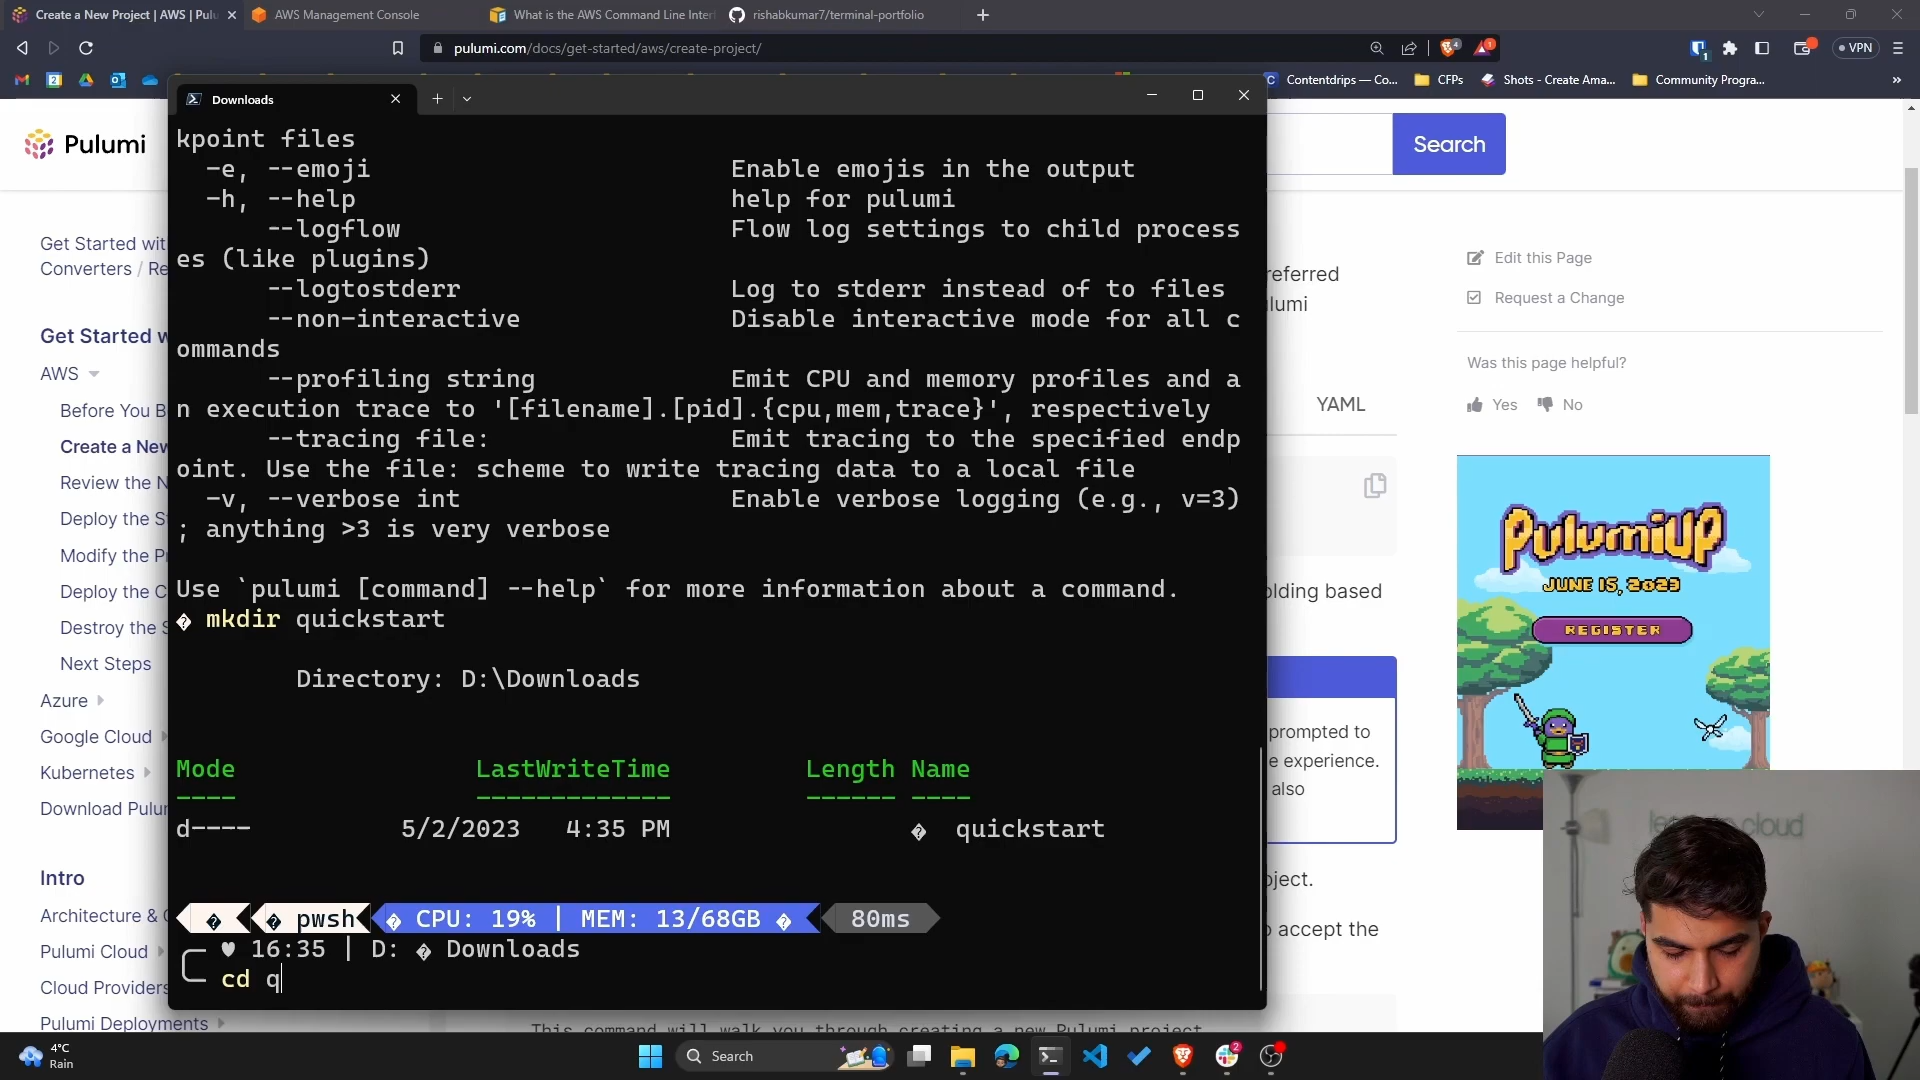 Create a New Project | AWS | Pulu
AWS Management Console
What is the AWS Command Line Inter
rishabkumar7/terminal-portfolio
pulumi.com/docs/get-started/aws/create-project/
VPN
Contentdrips — Co...
CFPs
Shots - Create Ama...
Community Progra...
Pulumi
Search
Get Started wit
Converters / Re
Get Started w
AWS
Before You B
Create a New
Review the N
Deploy the S
Modify the Pr
Deploy the C
Destroy the S
Next Steps
Azure
Google Cloud
Kubernetes
Download Pulum
Intro
Architecture & C
Pulumi Cloud
Cloud Providers
Pulumi Deployments
Downloads
kpoint files
-e, --emoji Enable emojis in the output
-h, --help help for pulumi
--logflow Flow log settings to child process
es (like plugins)
--logtostderr Log to stderr instead of to files
--non-interactive Disable interactive mode for all c
ommands
--profiling string Emit CPU and memory profiles and a
n execution trace to '[filename].[pid].{cpu,mem,trace}', respectively
--tracing file: Emit tracing to the specified endp
oint. Use the file: scheme to write tracing data to a local file
-v, --verbose int Enable verbose logging (e.g., v=3)
; anything >3 is very verbose
Use `pulumi [command] --help` for more information about a command.
� mkdir quickstart
Directory: D:\Downloads
Mode LastWriteTime Length Name
---- ------------- ------ ----
d---- 5/2/2023 4:35 PM � quickstart
� � pwsh � CPU: 19% | MEM: 13/68GB � 80ms
♥ 16:35 | D: � Downloads
cd q
referred
lumi
YAML
olding based
prompted to
e experience.
also
oject.
o accept the
This command will walk you through creating a new Pulumi project
Edit this Page
Request a Change
Was this page helpful?
Yes No
PulumiUP
JUNE 15, 2023
REGISTER
4°C
Rain
Search